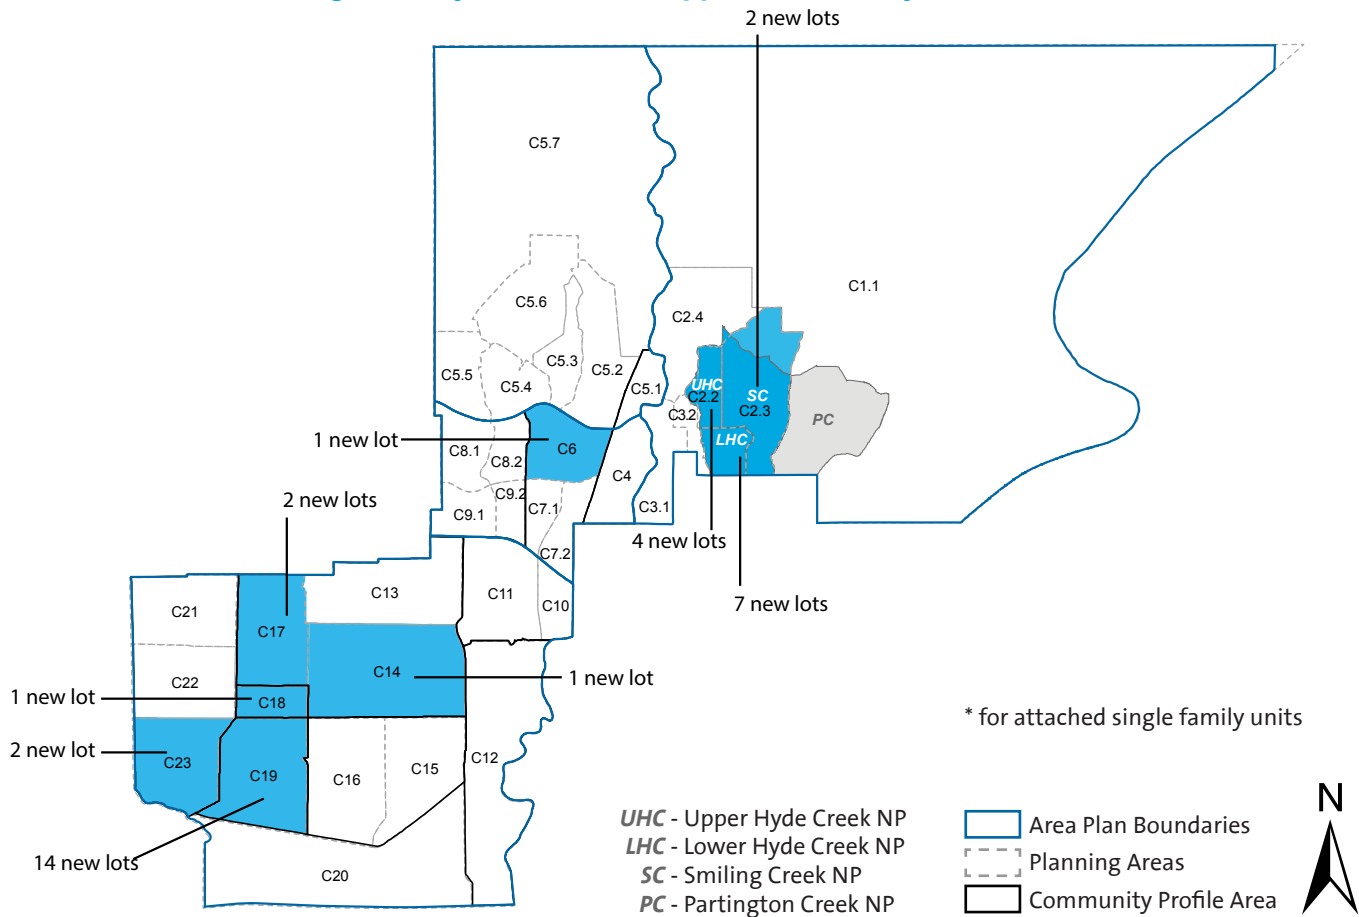 2 new lots
C5.7
C1.1
C5.6
C2.4
C5.3
C5.2
C5.5
C5.4
C5.1
UHC
C2.2
SC
C2.3
C3.2
PC
LHC
1 new lot
C6
C8.1
C8.2
C4
C9.2
C7.1
C3.1
C9.1
2 new lots
4 new lots
C7.2
7 new lots
C13
C11
C10
C21
C17
C14
1 new lot
C22
1 new lot
C18
* for attached single family units
2 new lot
C23
C19
C16
C15
C12
14 new lots
C20
UHC - Upper Hyde Creek NP
LHC - Lower Hyde Creek NP
SC - Smiling Creek NP
PC - Partington Creek NP
Area Plan Boundaries
Planning Areas
Community Profile Area
N